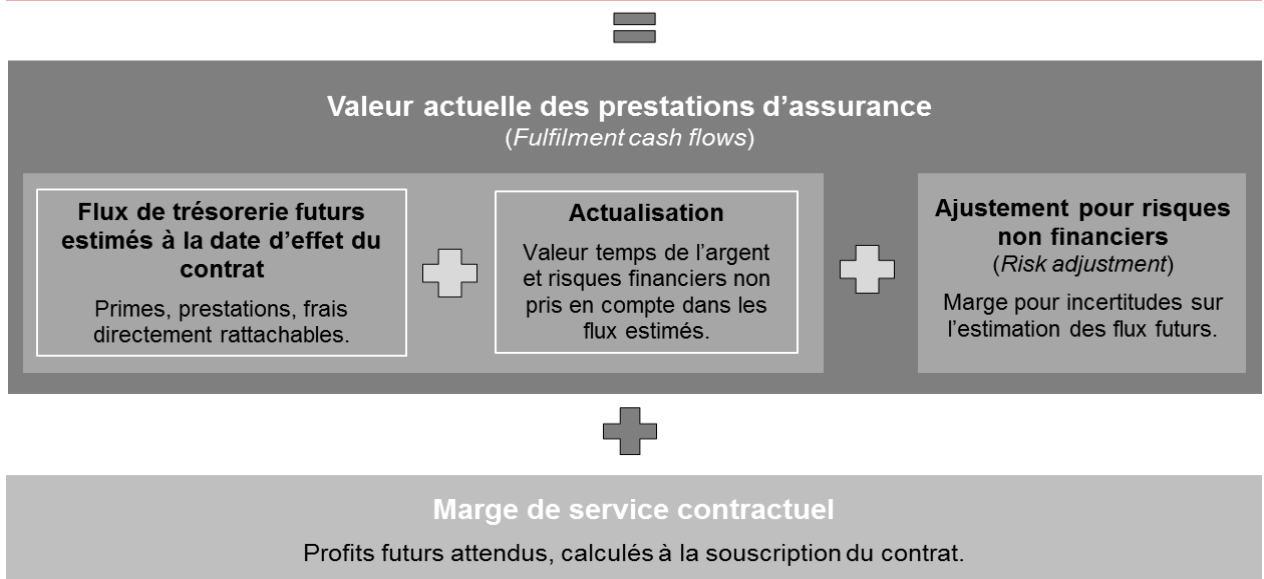 Valeur actuelle des prestations d’assurance
(Fulfilment cash flows)
Flux de trésorerie futurs
estimés à la date d’effet du
contrat
Primes, prestations, frais
directement rattachables.
Actualisation
Valeur temps de l’argent
et risques financiers non
pris en compte dans les
flux estimés.
Ajustement pour risques
non financiers
(Risk adjustment)
Marge pour incertitudes sur
l’estimation des flux futurs.
Marge de service contractuel
Profits futurs attendus, calculés à la souscription du contrat.